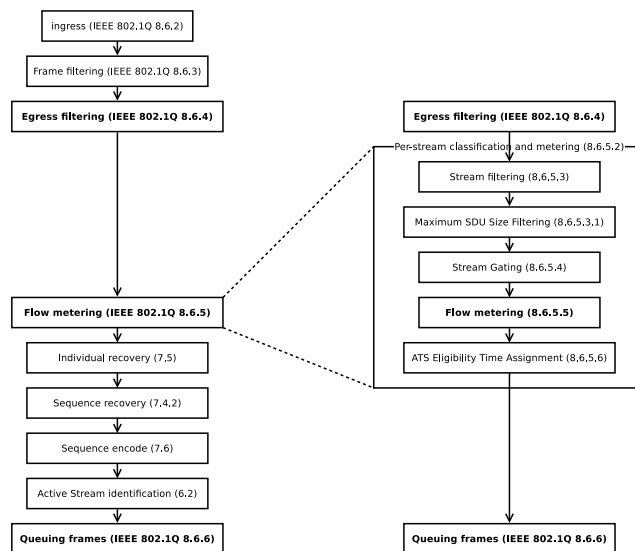 ingress (IEEE 802.1Q 8.6.2)
Frame filtering (IEEE 802.1Q 8.6.3)
Egress filtering (IEEE 802.1Q 8.6.4)
Flow metering (IEEE 802.1Q 8.6.5)
Individual recovery (7.5)
Sequence recovery (7.4.2)
Sequence encode (7.6)
Active Stream identification (6.2)
Queuing frames (IEEE 802.1Q 8.6.6)
Egress filtering (IEEE 802.1Q 8.6.4)
Per-stream classification and metering (8.6.5.2)
Stream filtering (8.6.5.3)
Maximum SDU Size Filtering (8.6.5.3.1)
Stream Gating (8.6.5.4)
Flow metering (8.6.5.5)
ATS Eligibility Time Assignment (8.6.5.6)
Queuing frames (IEEE 802.1Q 8.6.6)